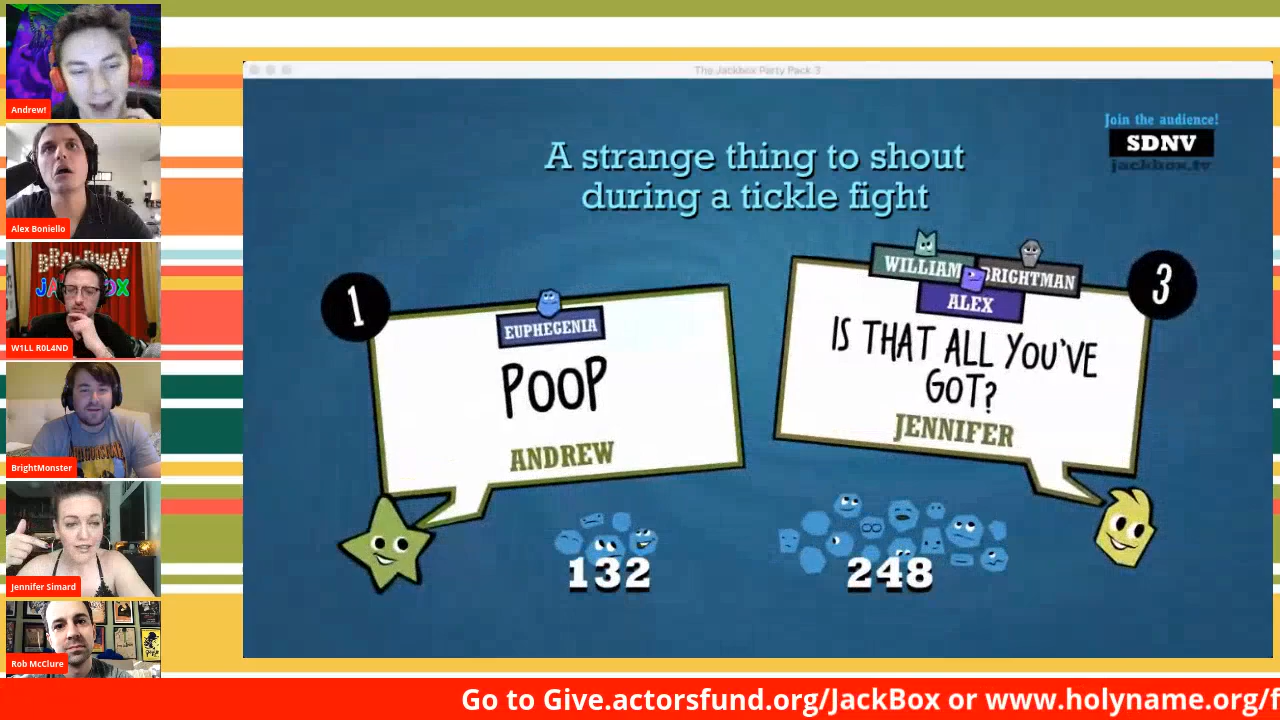 Andrew!
Alex Boniello
BROADWAY
W1LL R0L4ND
BrightMonster
Jennifer Simard
Rob McClure
The Jackbox Party Pack 3
Join the audience!
SDNV
jackbox.tv
A strange thing to shout
during a tickle fight
1
EUPHEGENIA
POOP
ANDREW
132
WILLIAM
BRIGHTMAN
ALEX
3
IS THAT ALL YOU'VE
GOT?
JENNIFER
248
Go to Give.actorsfund.org/JackBox or www.holyname.org/f